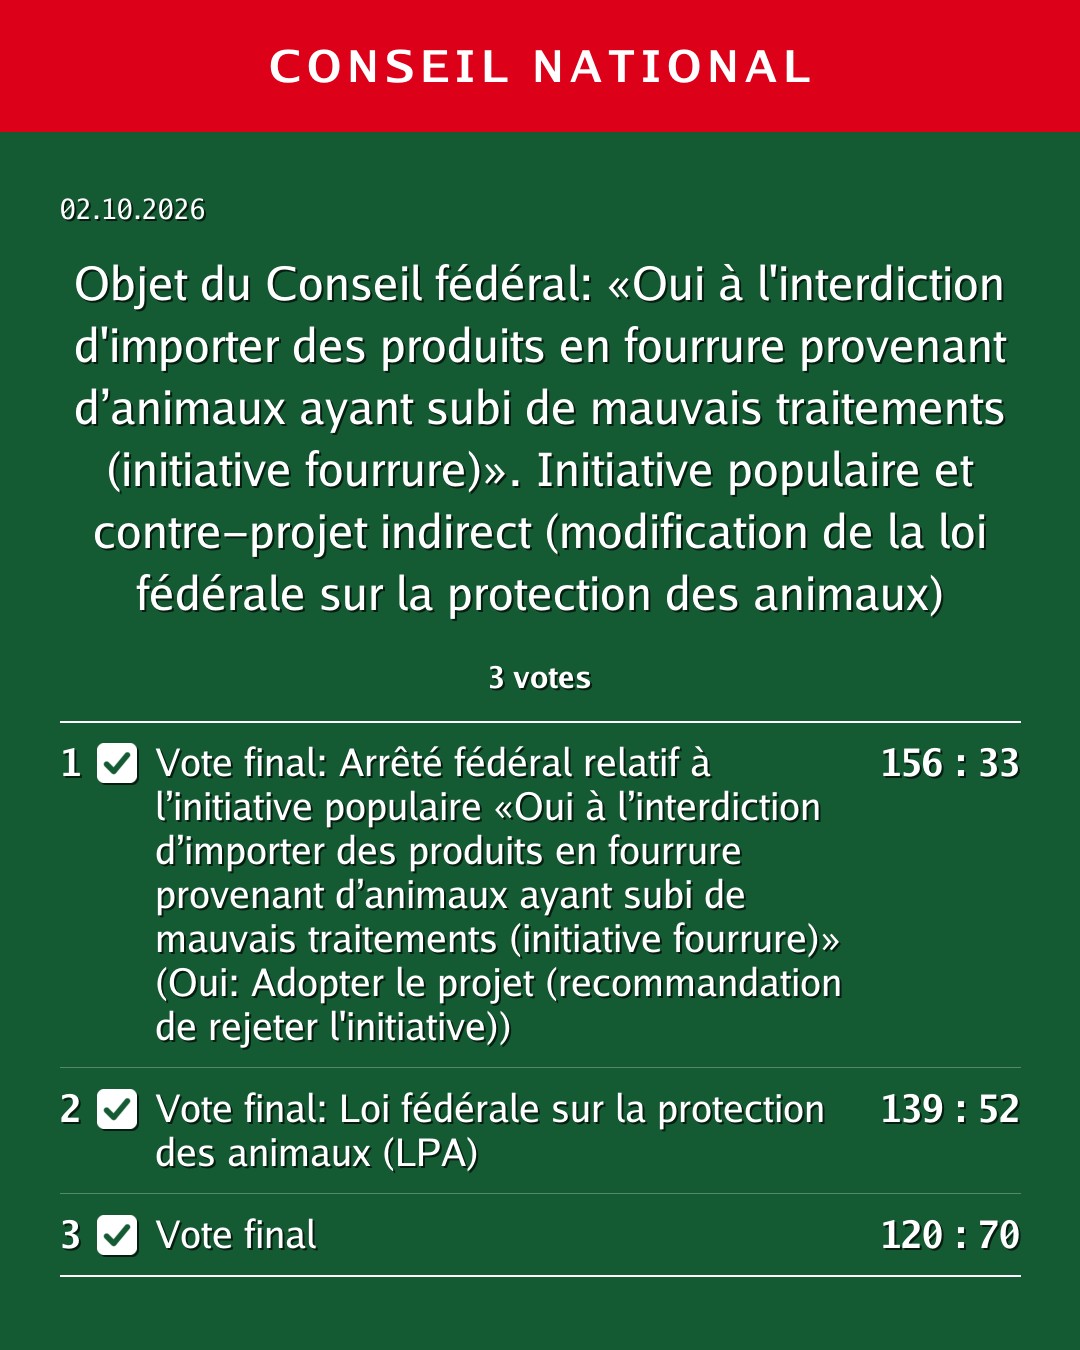 CONSEIL NATIONAL
02.10.2026
Objet du Conseil fédéral: «Oui à l'interdiction
d'importer des produits en fourrure provenant
d’animaux ayant subi de mauvais traitements
(initiative fourrure)». Initiative populaire et
contre–projet indirect (modification de la loi
fédérale sur la protection des animaux)
3 votes
1 Vote final: Arrêté fédéral relatif à 156 : 33
l’initiative populaire «Oui à l’interdiction
d’importer des produits en fourrure
provenant d’animaux ayant subi de
mauvais traitements (initiative fourrure)»
(Oui: Adopter le projet (recommandation
de rejeter l'initiative))
2 Vote final: Loi fédérale sur la protection 139 : 52
des animaux (LPA)
3 Vote final 120 : 70